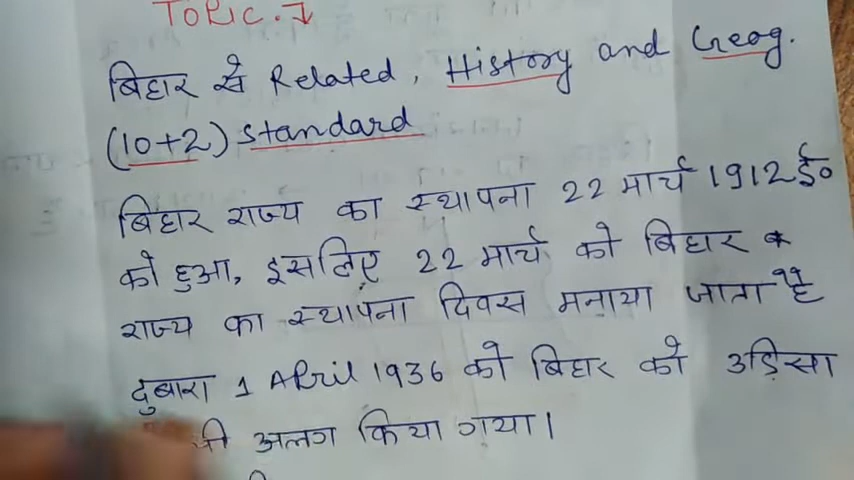 TOPIC.
बिहार से Related, History and Geog.
(10+2) standard
बिहार राज्य का स्थापना 22 मार्च 1912 ई०
को हुआ, इसलिए 22 मार्च को बिहार
राज्य का स्थापना दिवस मनाया जाता है
दुबारा 1 April 1936 को बिहार को उड़िसा
अलग किया गया।